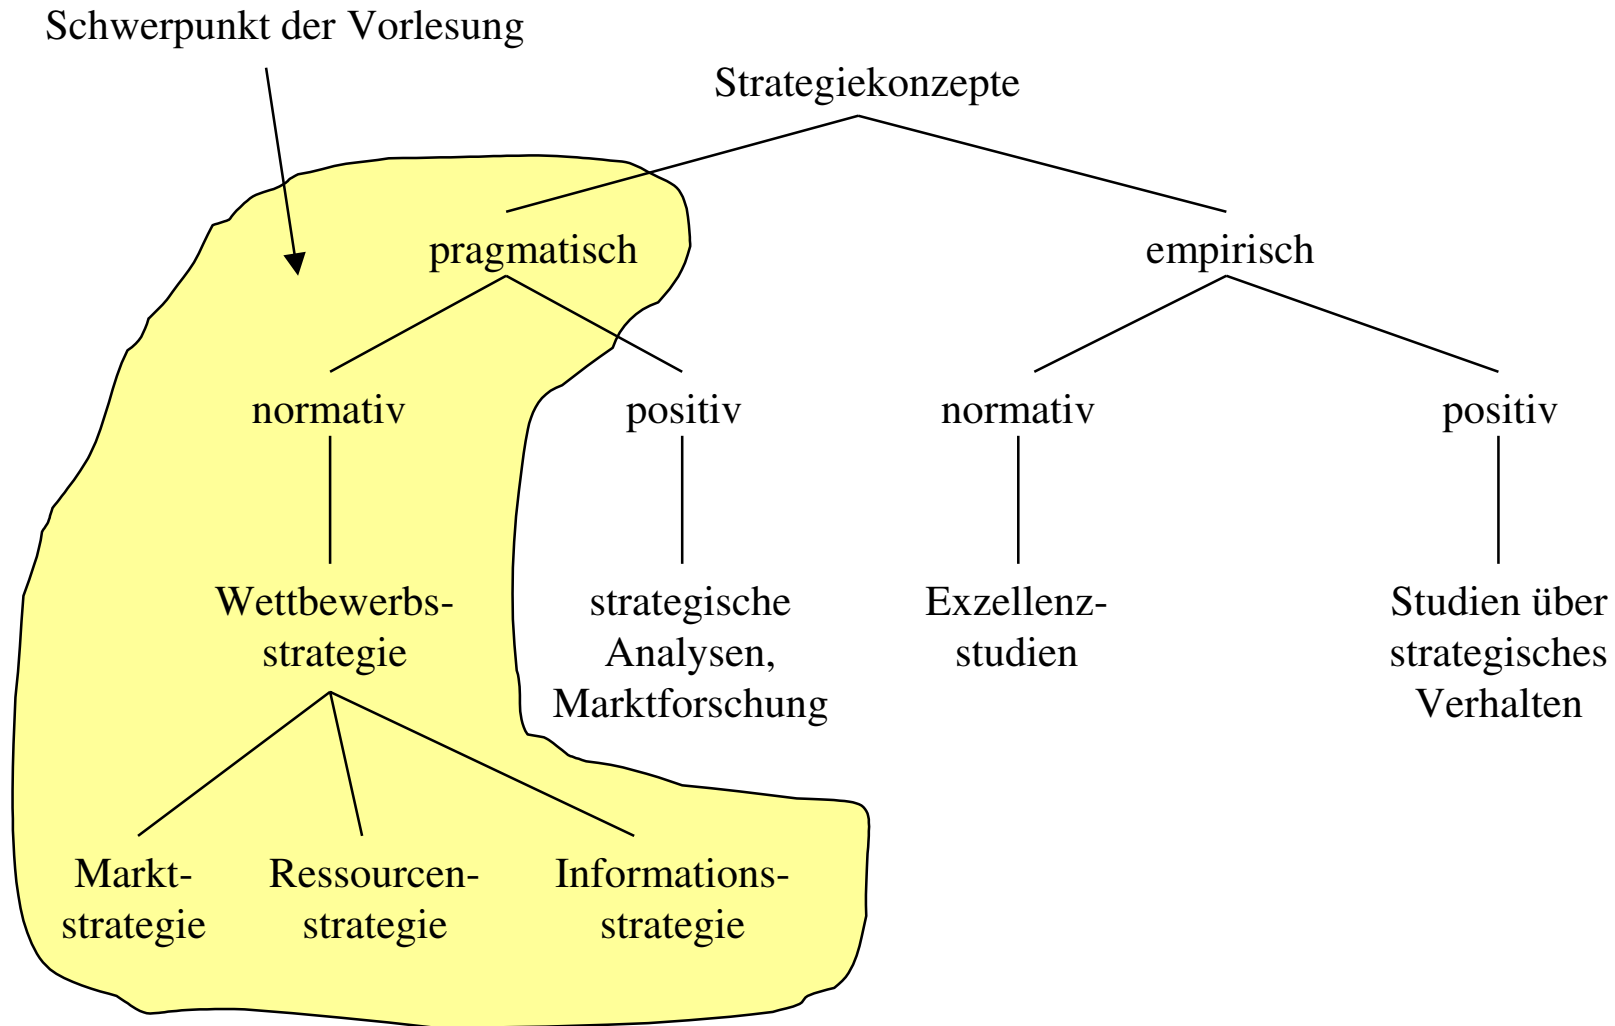 Schwerpunkt der Vorlesung
Strategiekonzepte
pragmatisch
empirisch
normativ
positiv
normativ
positiv
Wettbewerbs-
strategie
strategische
Analysen,
Marktforschung
Exzellenz-
studien
Studien über
strategisches
Verhalten
Markt-
strategie
Ressourcen-
strategie
Informations-
strategie